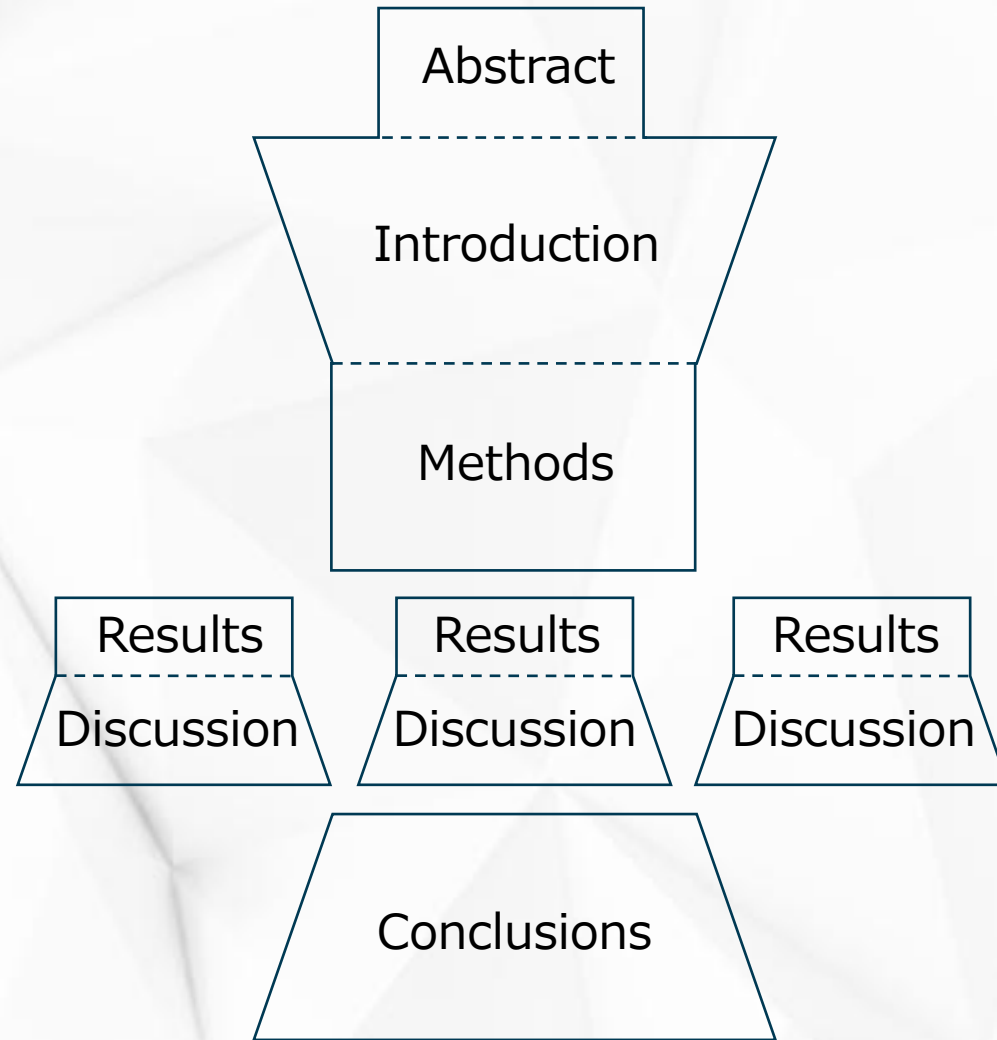 Abstract
Introduction
Methods
Results
Results
Results
Discussion
Discussion
Discussion
Conclusions